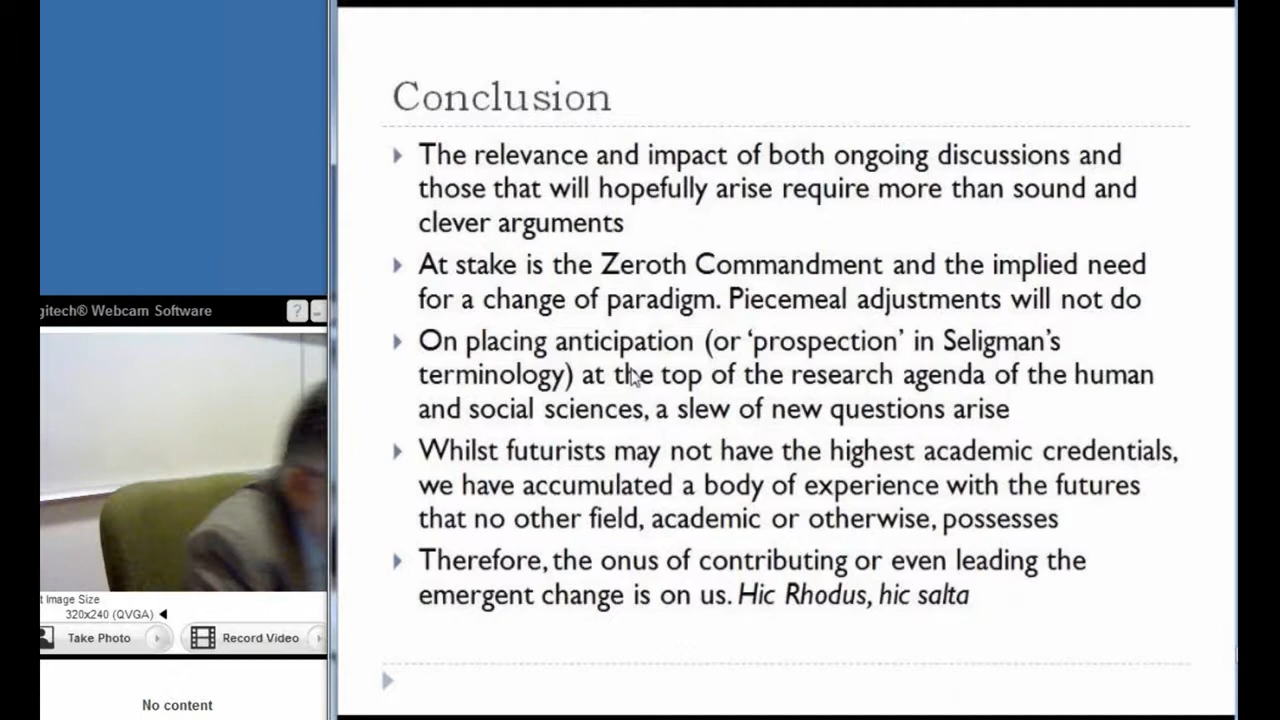 Conclusion
The relevance and impact of both ongoing discussions and
those that will hopefully arise require more than sound and
clever arguments
At stake is the Zeroth Commandment and the implied need
for a change of paradigm. Piecemeal adjustments will not do
On placing anticipation (or ‘prospection’ in Seligman’s
terminology) at the top of the research agenda of the human
and social sciences, a slew of new questions arise
Whilst futurists may not have the highest academic credentials,
we have accumulated a body of experience with the futures
that no other field, academic or otherwise, possesses
Therefore, the onus of contributing or even leading the
emergent change is on us. Hic Rhodus, hic salta
gitech® Webcam Software
?
t Image Size
320x240 (QVGA)
Take Photo
Record Video
No content